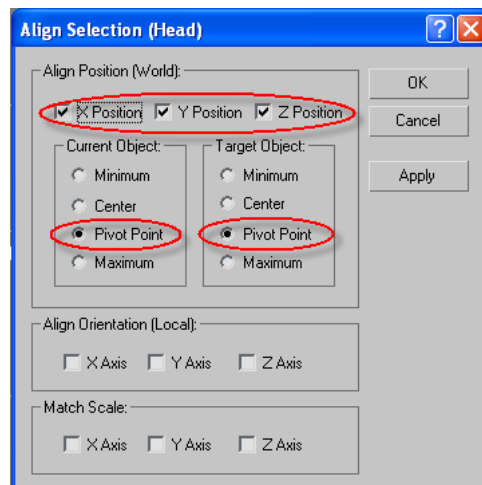 Align Selection (Head)
Align Position (World):
X Position Y Position Z Position
Current Object:
Minimum
Center
Pivot Point
Maximum
Target Object:
Minimum
Center
Pivot Point
Maximum
Align Orientation (Local):
X Axis Y Axis Z Axis
Match Scale:
X Axis Y Axis Z Axis
OK
Cancel
Apply